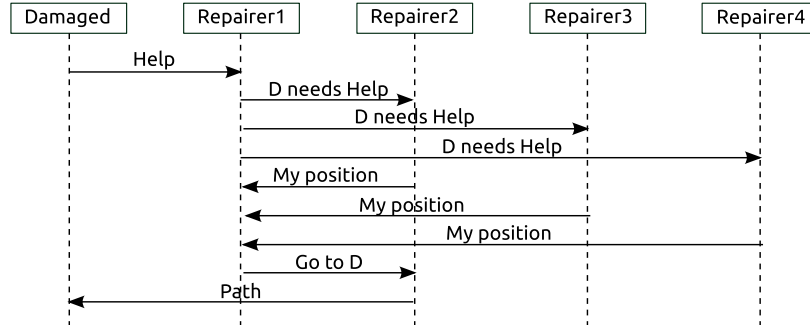 Damaged Repairer1 Repairer2 Repairer3 Repairer4
Help
D needs Help
D needs Help
D needs Help
My position
My position
My position
Go to D
Path